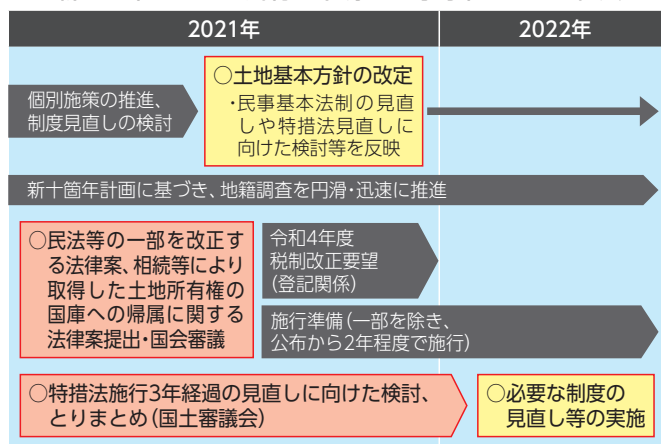 2021年
2022年
個別施策の推進、
制度見直しの検討
○土地基本方針の改定
・民事基本法制の見直
しや特措法見直しに
向けた検討等を反映
新十箇年計画に基づき、地籍調査を円滑・迅速に推進
○民法等の一部を改正す
る法律案、相続等により
取得した土地所有権の
国庫への帰属に関する
法律案提出・国会審議
令和4年度
税制改正要望
(登記関係)
施行準備(一部を除き、
公布から2年程度で施行)
○特措法施行3年経過の見直しに向けた検討、
とりまとめ(国土審議会)
○必要な制度の
見直し等の実施